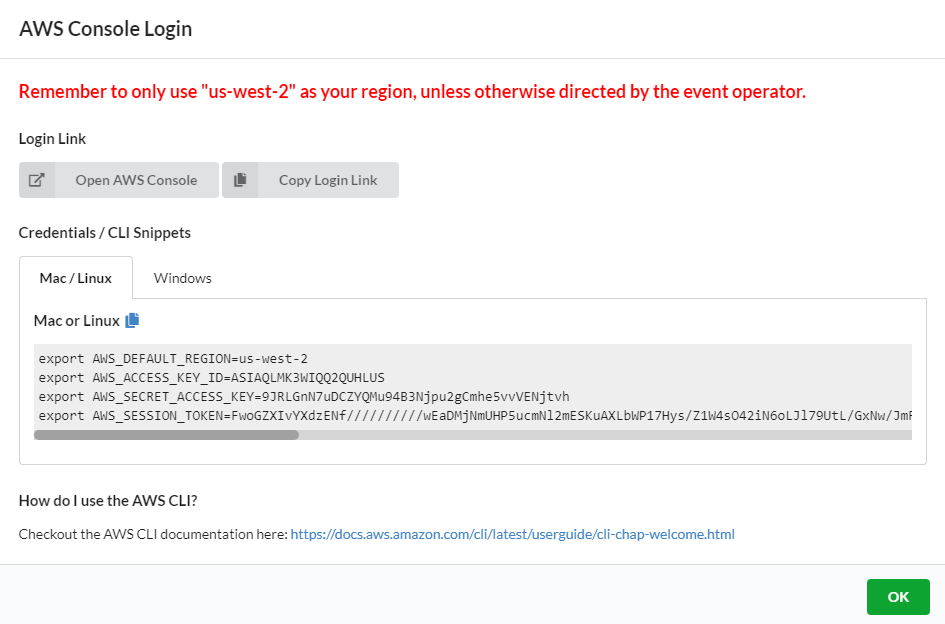 AWS Console Login
Remember to only use "us-west-2" as your region, unless otherwise directed by the event operator.
Login Link
Open AWS Console
Copy Login Link
Credentials / CLI Snippets
Mac / Linux
Windows
Mac or Linux
export AWS_DEFAULT_REGION=us-west-2
export AWS_ACCESS_KEY_ID=ASIAQLMK3WIQQ2QUHLUS
export AWS_SECRET_ACCESS_KEY=9JRLGnN7uDCZYQMu94B3Njpu2gCmhe5vvVENjtvh
export AWS_SESSION_TOKEN=FwoGZXIvYXdzENf//////////wEaDMjNmUHP5ucmNl2mESKuAXLbWP17Hys/Z1W4sO42iN6oLJl79UtL/GxNw/JmF
How do I use the AWS CLI?
Checkout the AWS CLI documentation here: https://docs.aws.amazon.com/cli/latest/userguide/cli-chap-welcome.html
OK